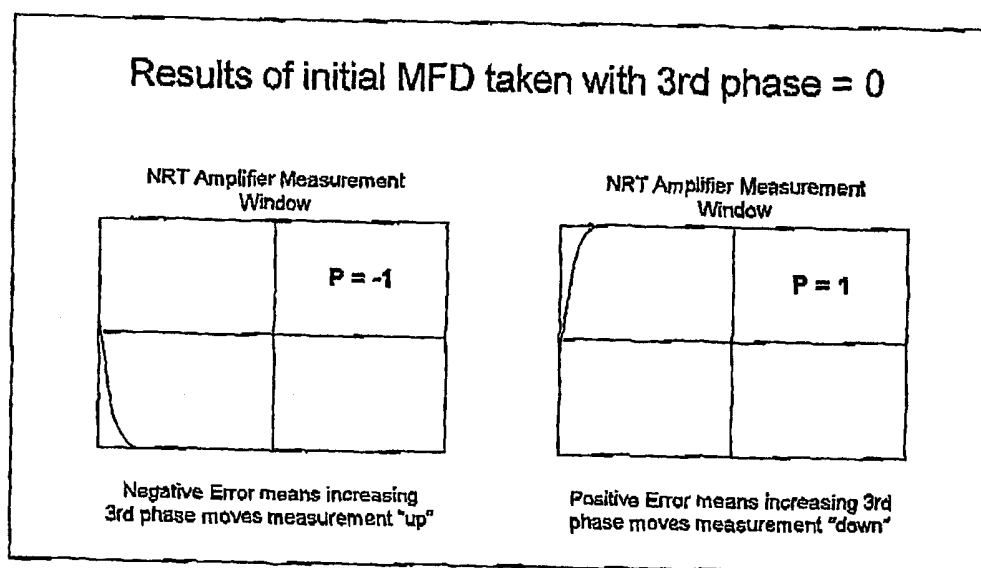 Results of initial MFD taken with 3rd phase = 0
NRT Amplifier Measurement
Window
P = -1
Negative Error means increasing
3rd phase moves measurement "up"
NRT Amplifier Measurement
Window
P = 1
Positive Error means increasing 3rd
phase moves measurement "down"